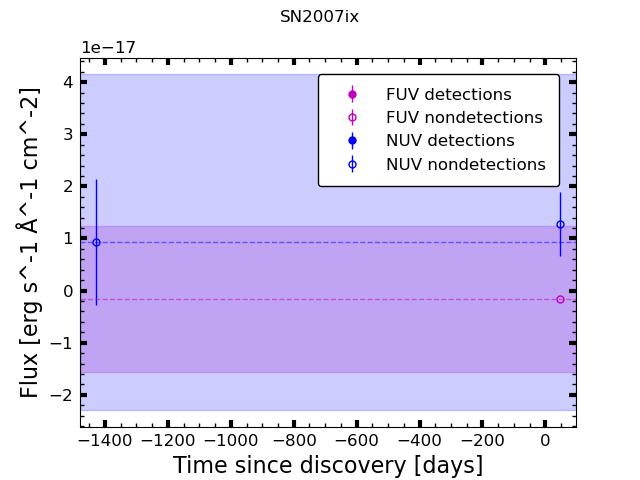 SN2007ix
1e−17
4
3
2
1
0
−1
−2
Flux [erg s^-1 Å^-1 cm^-2]
FUV detections
FUV nondetections
NUV detections
NUV nondetections
−1400 −1200 −1000 −800 −600 −400 −200 0
Time since discovery [days]